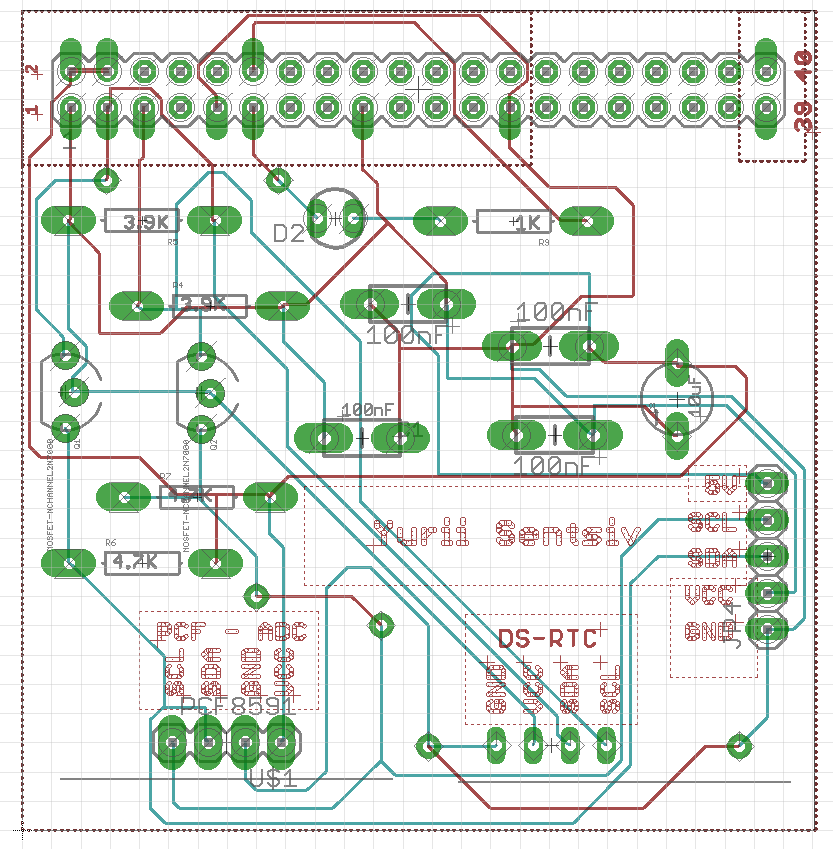 2
1
40
39
3.9K
R5
D2
1K
R9
R4
3.9K
100nF
100nF
100nF
100nF
10uF
Q1
Q2
MOSFET-NCHANNEL2N7000
MOSFET-NCHANNEL2N7000
R7
R6
4.7K
Yurii Sentsiv
5V
SCL
SDA
VCC
GND
JP4
PCF - ADC
SCL
SDA
GND
VCC
PCF8591
U$1
DS-RTC
GND
VCC
SDA
SCL